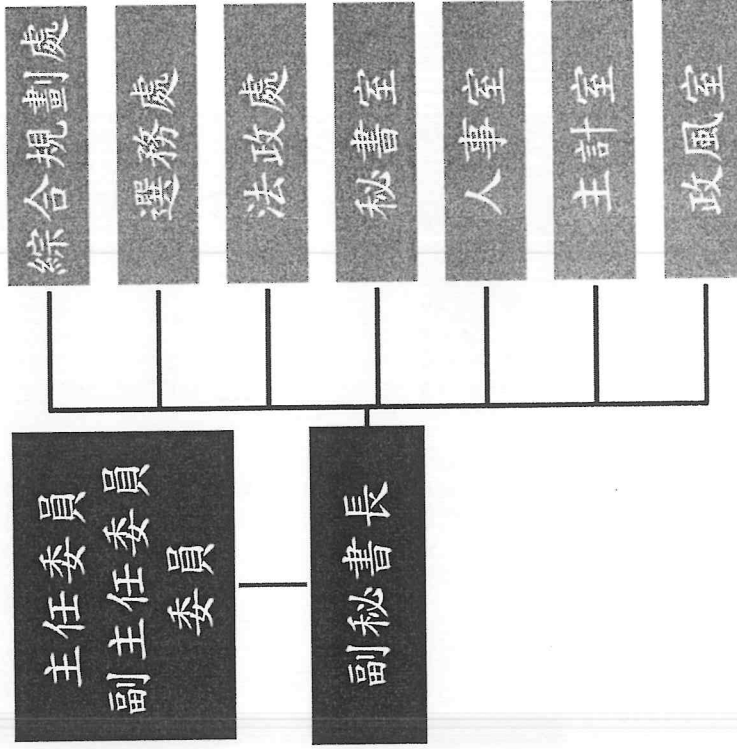 主任委員
副主任委員
委員
副秘書長
綜合規劃處
選務處
法政處
秘書室
人事室
主計室
政風室